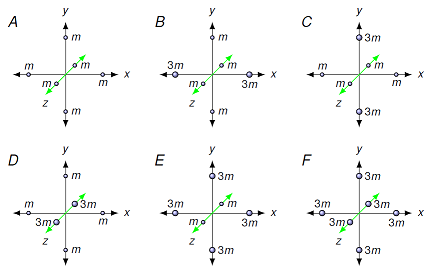 A y m m m m m m x z
B y m 3m m m 3m m x z
C y 3m m m m m 3m x z
D y m m 3m 3m m m x z
E y 3m 3m m m 3m 3m x z
F y 3m 3m 3m 3m 3m 3m x z